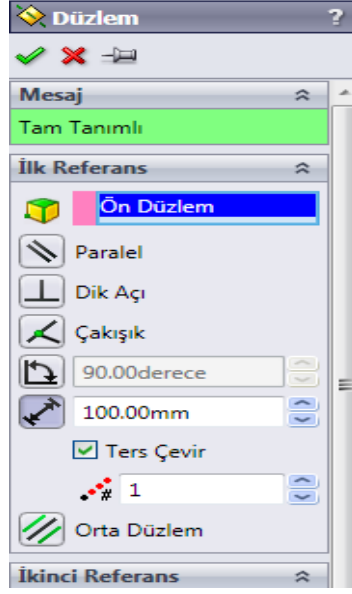 Düzlem ?
Mesaj
Tam Tanımlı
İlk Referans
Ön Düzlem
Paralel
Dik Açı
Çakışık
90.00derece
100.00mm
Ters Çevir
# 1
Orta Düzlem
İkinci Referans